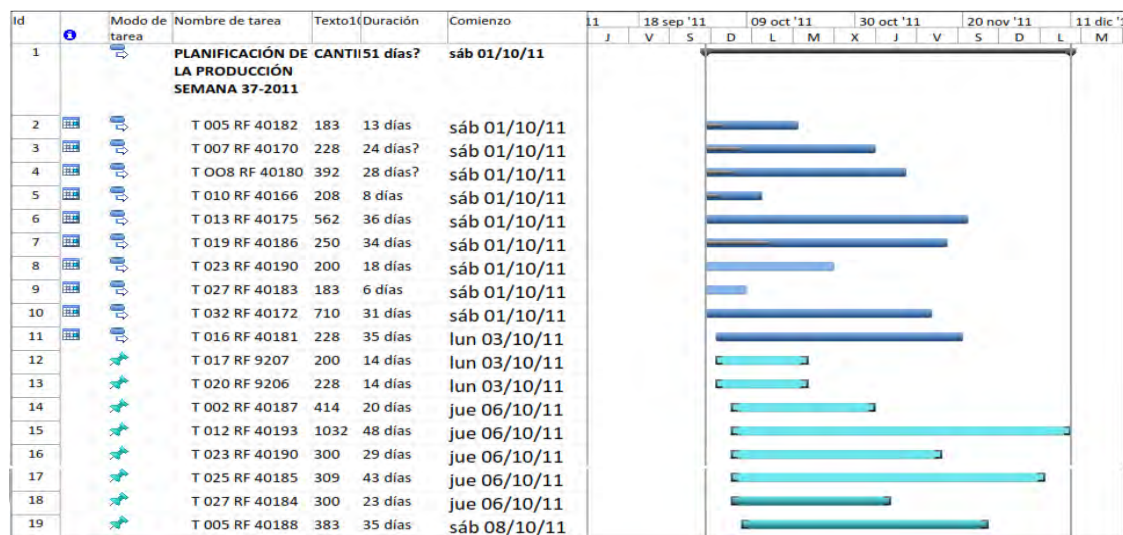 Id Modo de tarea Nombre de tarea Texto1 Duración Comienzo 11 18 sep '11 09 oct '11 30 oct '11 20 nov '11 11 dic '
J V S D L M X J V S D L M
1 PLANIFICACIÓN DE LA PRODUCCIÓN SEMANA 37-2011 CANTI 51 días? sáb 01/10/11
2 T 005 RF 40182 183 13 días sáb 01/10/11
3 T 007 RF 40170 228 24 días? sáb 01/10/11
4 T OO8 RF 40180 392 28 días? sáb 01/10/11
5 T 010 RF 40166 208 8 días sáb 01/10/11
6 T 013 RF 40175 562 36 días sáb 01/10/11
7 T 019 RF 40186 250 34 días sáb 01/10/11
8 T 023 RF 40190 200 18 días sáb 01/10/11
9 T 027 RF 40183 183 6 días sáb 01/10/11
10 T 032 RF 40172 710 31 días sáb 01/10/11
11 T 016 RF 40181 228 35 días lun 03/10/11
12 T 017 RF 9207 200 14 días lun 03/10/11
13 T 020 RF 9206 228 14 días lun 03/10/11
14 T 002 RF 40187 414 20 días jue 06/10/11
15 T 012 RF 40193 1032 48 días jue 06/10/11
16 T 023 RF 40190 300 29 días jue 06/10/11
17 T 025 RF 40185 309 43 días jue 06/10/11
18 T 027 RF 40184 300 23 días jue 06/10/11
19 T 005 RF 40188 383 35 días sáb 08/10/11